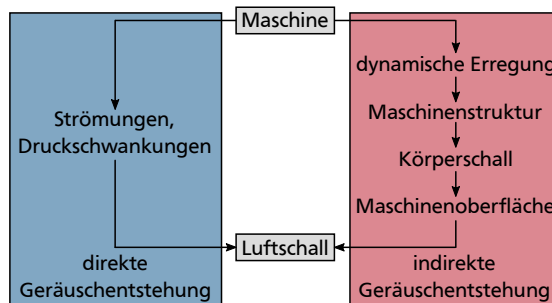 Maschine
Strömungen,
Druckschwankungen
dynamische Erregung
Maschinenstruktur
Körperschall
Maschinenoberfläche
Luftschall
direkte
Geräuschentstehung
indirekte
Geräuschentstehung